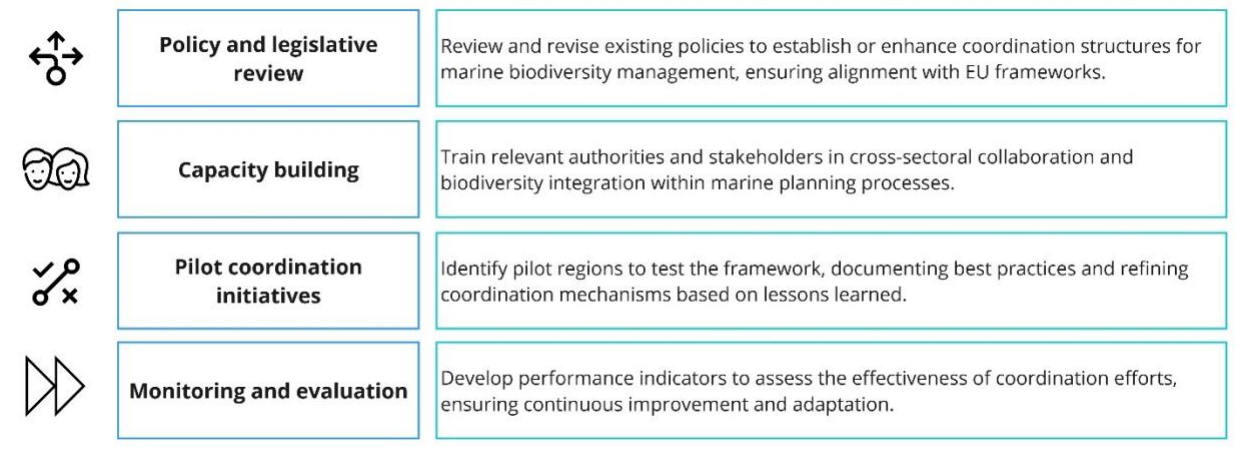 Policy and legislative
review
Review and revise existing policies to establish or enhance coordination structures for
marine biodiversity management, ensuring alignment with EU frameworks.
Capacity building
Train relevant authorities and stakeholders in cross-sectoral collaboration and
biodiversity integration within marine planning processes.
Pilot coordination
initiatives
Identify pilot regions to test the framework, documenting best practices and refining
coordination mechanisms based on lessons learned.
Monitoring and evaluation
Develop performance indicators to assess the effectiveness of coordination efforts,
ensuring continuous improvement and adaptation.